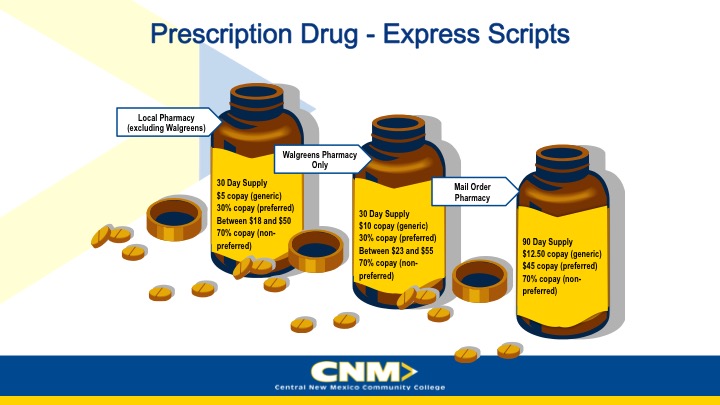 Prescription Drug - Express Scripts
Local Pharmacy
(excluding Walgreens)
30 Day Supply
$5 copay (generic)
30% copay (preferred)
Between $18 and $50
70% copay (non-
preferred)
Walgreens Pharmacy
Only
30 Day Supply
$10 copay (generic)
30% copay (preferred)
Between $23 and $55
70% copay (non-
preferred)
Mail Order
Pharmacy
90 Day Supply
$12.50 copay (generic)
$45 copay (preferred)
70% copay (non-
preferred)
CNM
Central New Mexico Community College